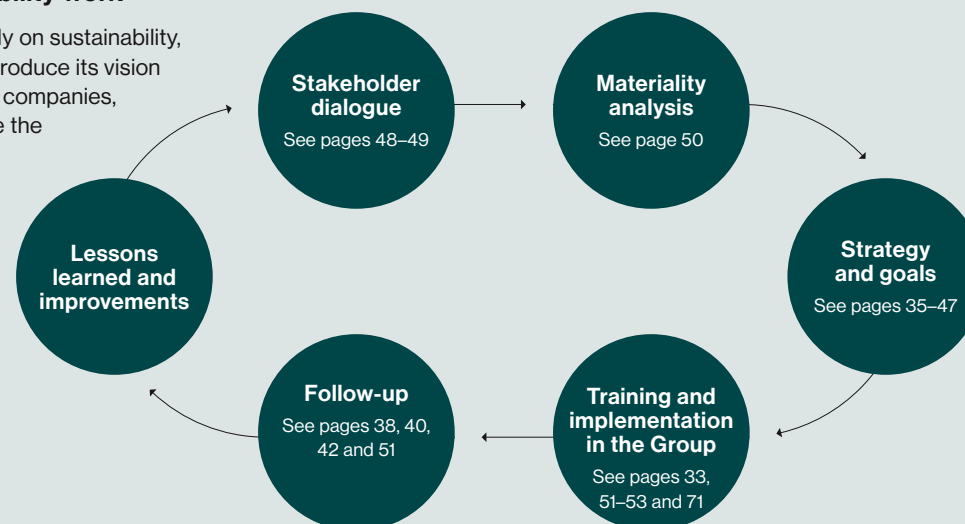 ly on sustainability,
roduce its vision
companies,
e the
Stakeholder
dialogue
See pages 48–49
Materiality
analysis
See page 50
Strategy
and goals
See pages 35–47
Training and
implementation
in the Group
See pages 33,
51–53 and 71
Follow-up
See pages 38, 40,
42 and 51
Lessons
learned and
improvements